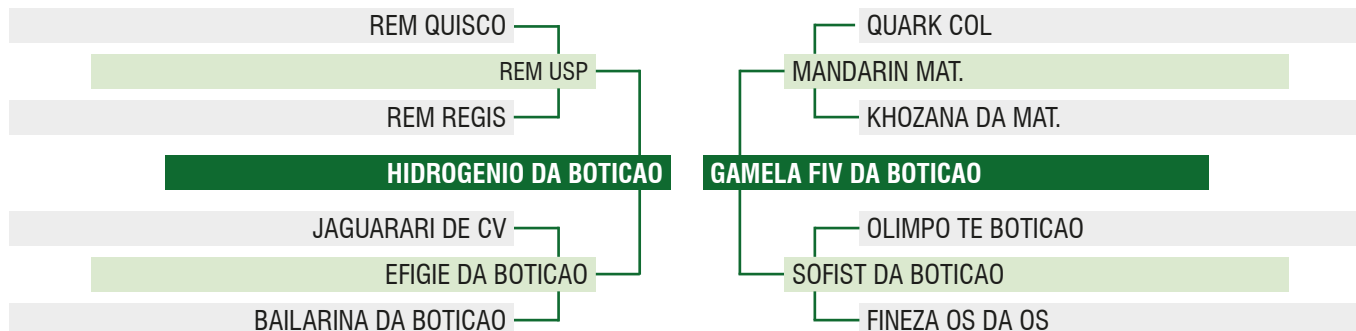 REM QUISCO
REM USP
REM REGIS
HIDROGENIO DA BOTICAO
JAGUARARI DE CV
EFIGIE DA BOTICAO
BAILARINA DA BOTICAO
QUARK COL
MANDARIN MAT.
KHOZANA DA MAT.
GAMELA FIV DA BOTICAO
OLIMPO TE BOTICAO
SOFIST DA BOTICAO
FINEZA OS DA OS